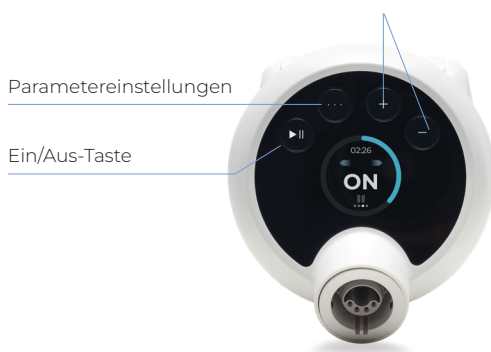 Parametereinstellungen
Ein/Aus-Taste
+
−
02:26
ON